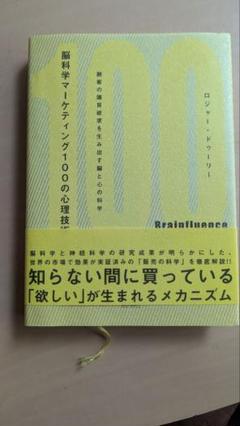 100
ロジャー・ドゥーリー
顧客の購買欲求を生み出す脳と心の科学
脳科学マーケティング100の心理技術
Brainfluence
脳科学と神経科学の研究成果が明らかにした、
世界の市場で効果が実証済みの「販売の科学」を徹底解説!!
知らない間に買っている
「欲しい」が生まれるメカニズム